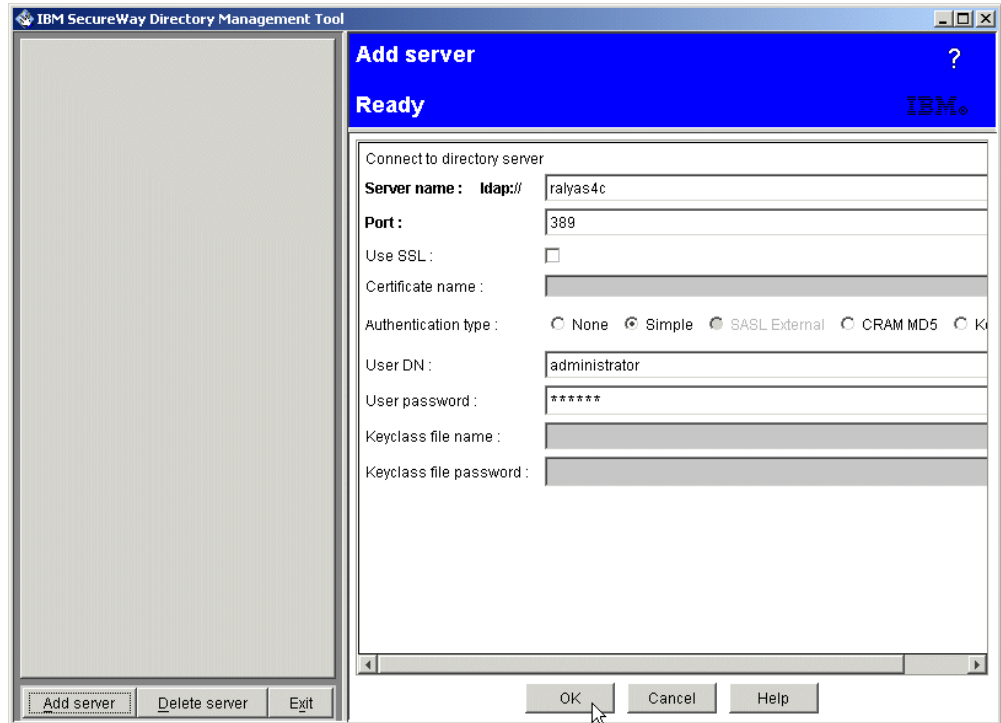 IBM SecureWay Directory Management Tool
Add server
?
Ready
IBM®
Connect to directory server
Server name : ldap:// ralyas4c
Port : 389
Use SSL :
Certificate name :
Authentication type : None Simple SASL External CRAM MD5 K
User DN : administrator
User password : ******
Keyclass file name :
Keyclass file password :
Add server Delete server Exit
OK Cancel Help